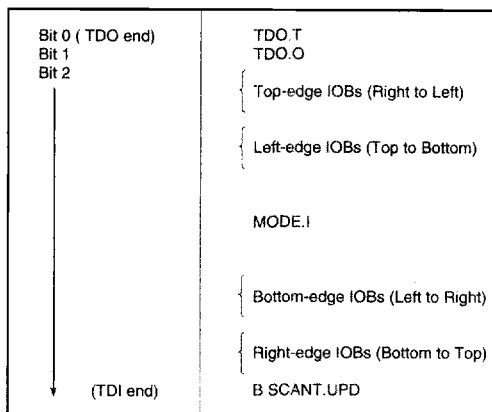 Bit 0 ( TDO end) TDO.T
Bit 1 TDO.O
Bit 2
Top-edge IOBs (Right to Left)
Left-edge IOBs (Top to Bottom)
MODE.I
Bottom-edge IOBs (Left to Right)
Right-edge IOBs (Bottom to Top)
(TDI end) B SCANT.UPD